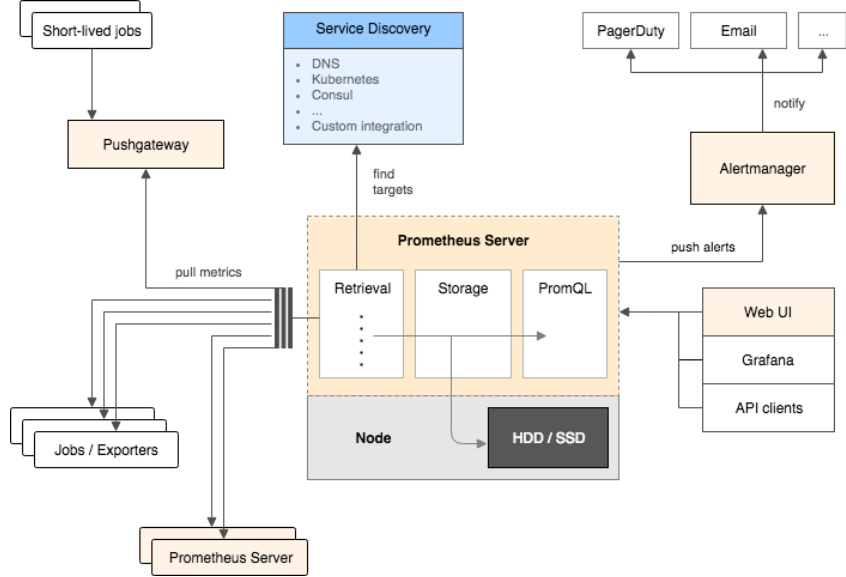 Short-lived jobs
Service Discovery
• DNS
• Kubernetes
• Consul
• ...
• Custom integration
PagerDuty
Email
...
notify
Pushgateway
Alertmanager
find
targets
push alerts
Prometheus Server
pull metrics
Retrieval
Storage
PromQL
Web UI
Grafana
API clients
Jobs / Exporters
Node
HDD / SSD
Prometheus Server